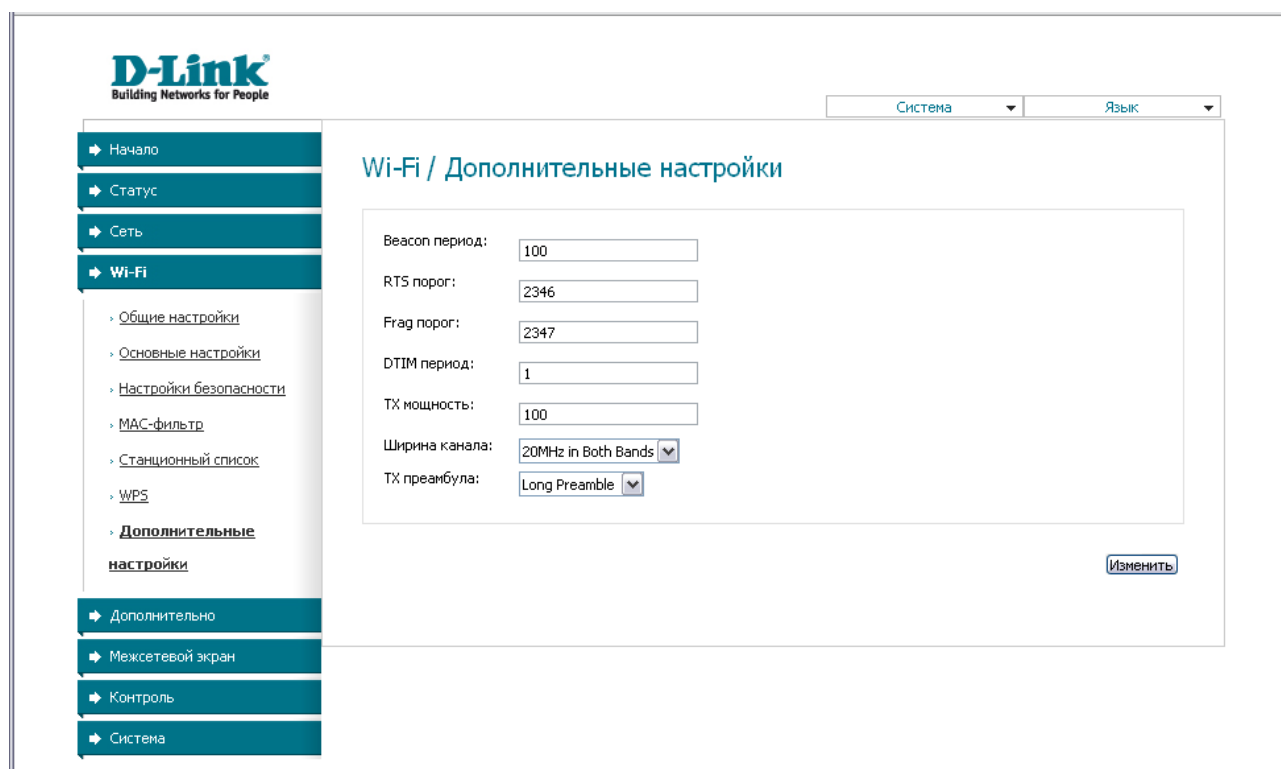 D-Link
Building Networks for People
Система
Язык
Начало
Статус
Сеть
Wi-Fi
Общие настройки
Основные настройки
Настройки безопасности
MAC-фильтр
Станционный список
WPS
Дополнительные
настройки
Дополнительно
Межсетевой экран
Контроль
Система
Wi-Fi / Дополнительные настройки
Beacon период: 100
RTS порог: 2346
Frag порог: 2347
DTIM период: 1
TX мощность: 100
Ширина канала: 20MHz in Both Bands
TX преамбула: Long Preamble
Изменить